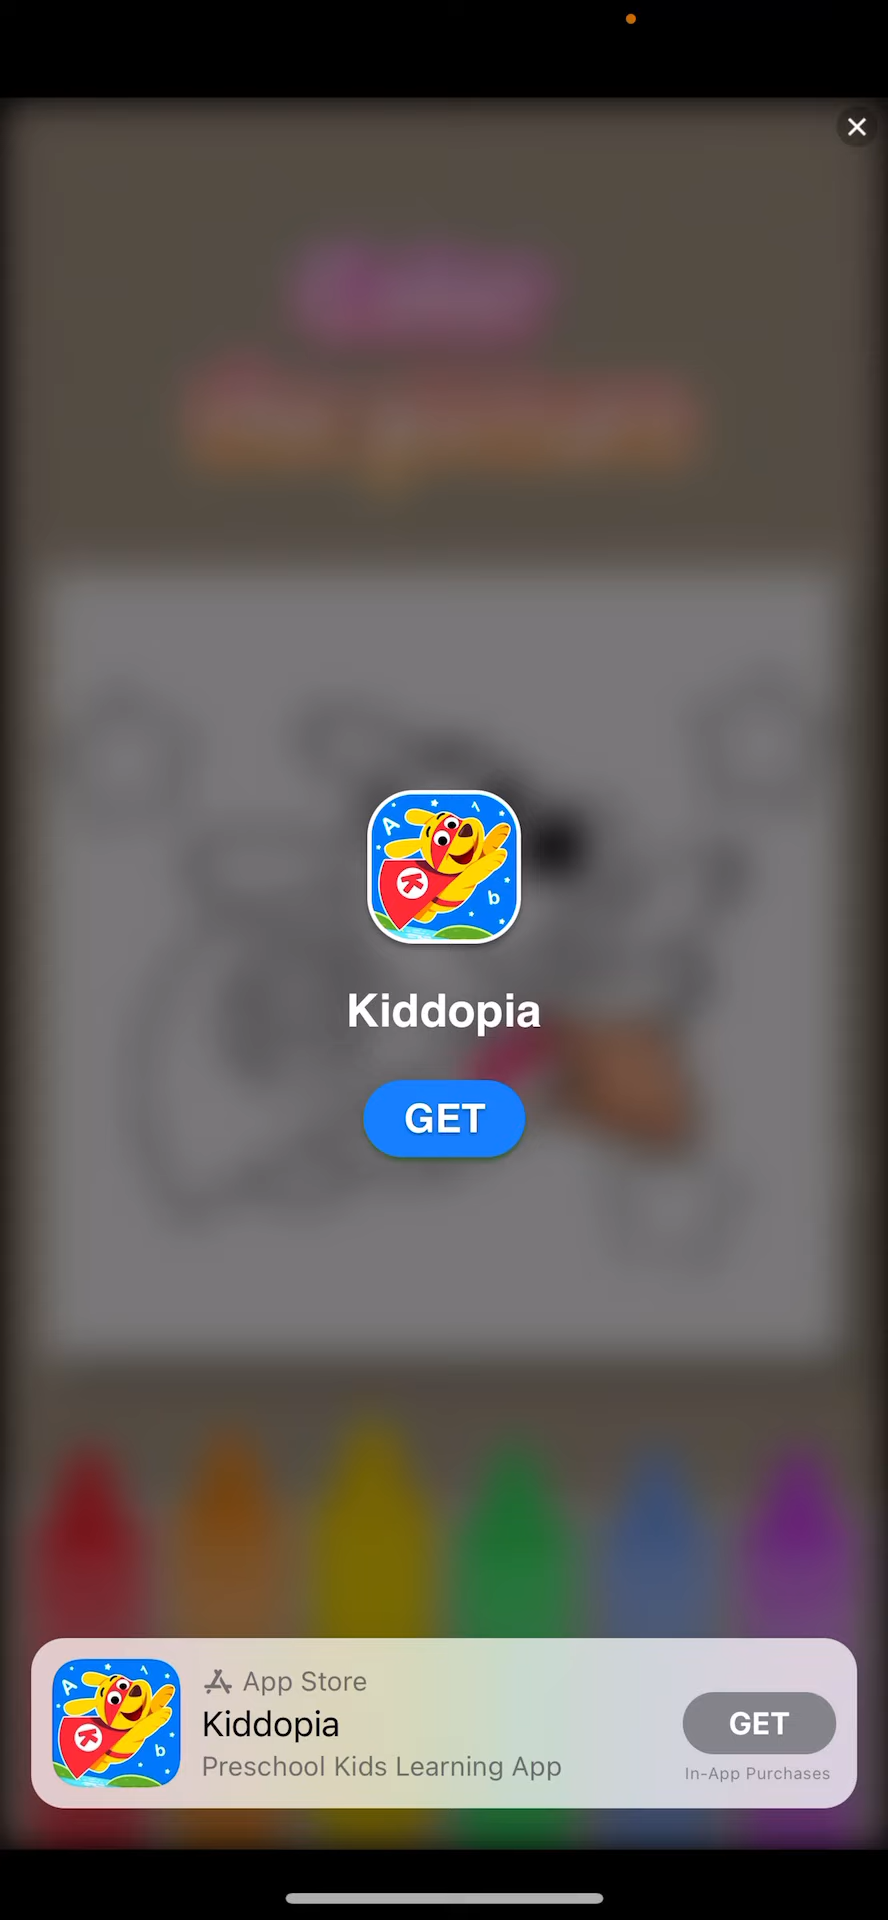 Kiddopia
GET
App Store
Kiddopia
Preschool Kids Learning App
GET
In-App Purchases